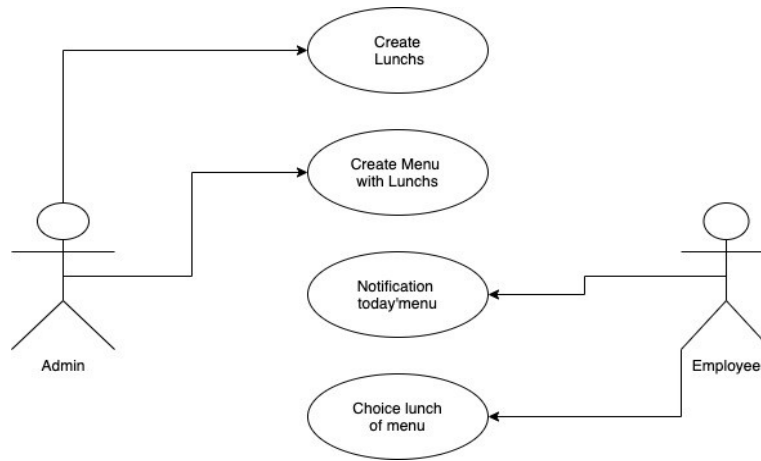 Create
Lunchs
Create Menu
with Lunchs
Notification
today'menu
Admin
Employee
Choice lunch
of menu